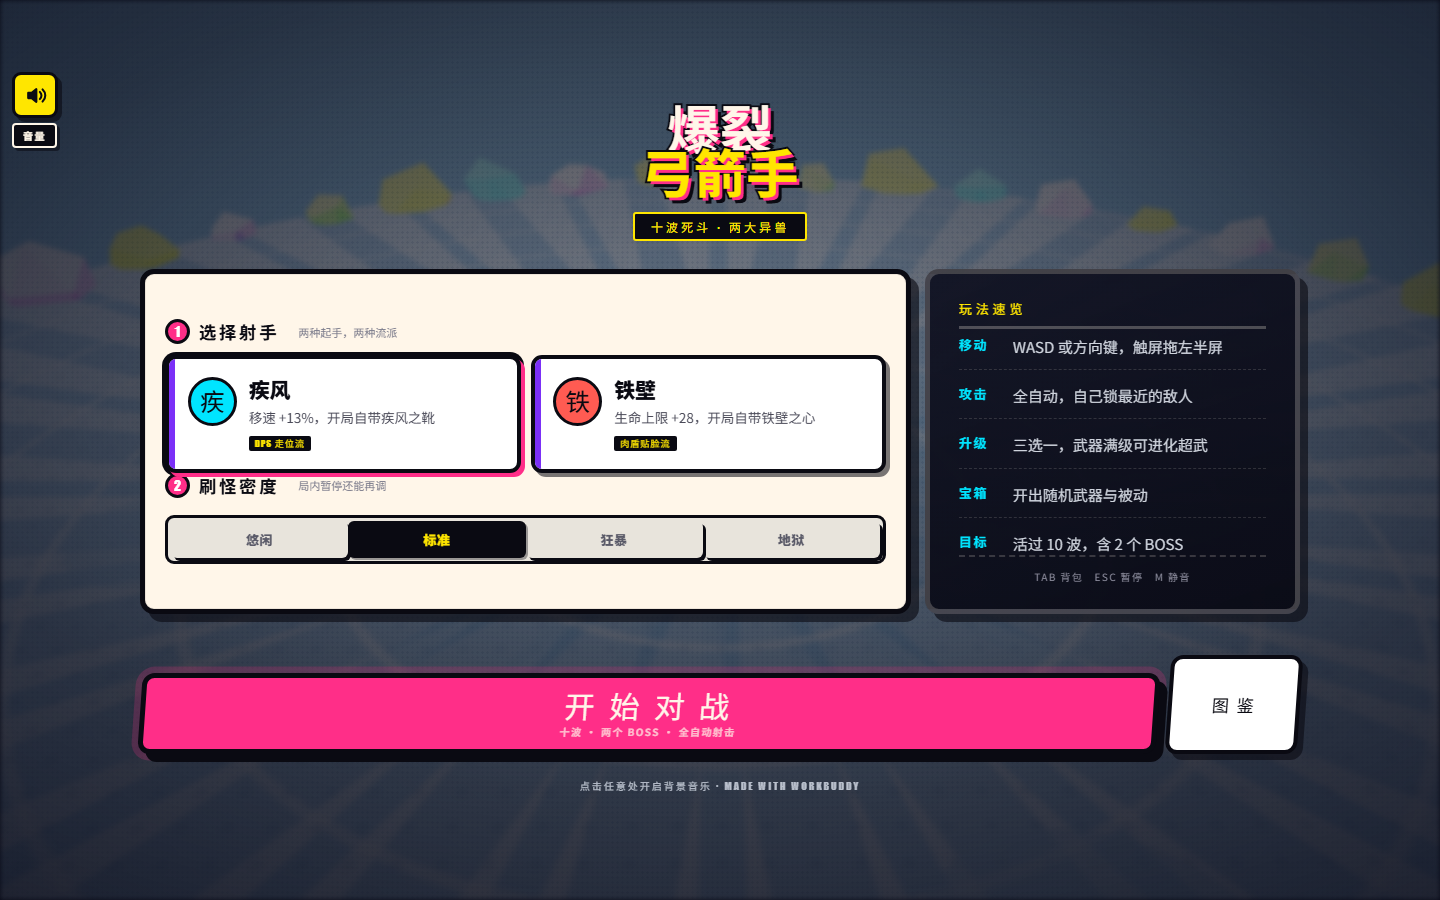 音量
爆裂
弓箭手
十波死斗 · 两大异兽
1 选择射手 两种起手，两种流派
疾 疾风
移速 +13%，开局自带疾风之靴
DPS 走位流
铁 铁壁
生命上限 +28，开局自带铁壁之心
肉盾贴脸流
2 刷怪密度 局内暂停还能再调
悠闲 标准 狂暴 地狱
玩法速览
移动 WASD 或方向键，触屏拖左半屏
攻击 全自动，自己锁最近的敌人
升级 三选一，武器满级可进化超武
宝箱 开出随机武器与被动
目标 活过 10 波，含 2 个 BOSS
TAB 背包 ESC 暂停 M 静音
开始对战
十波 · 两个 BOSS · 全自动射击
图鉴
点击任意处开启背景音乐 · MADE WITH WORKBUDDY